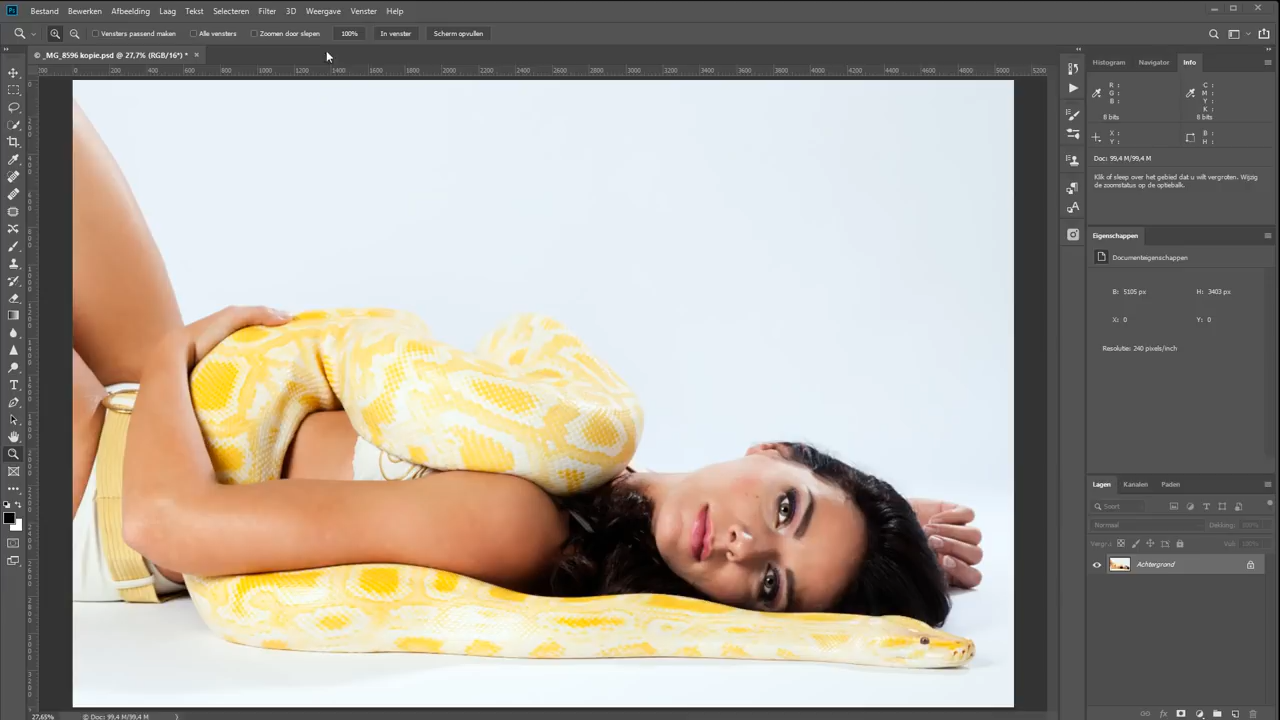 Ps Bestand Bewerken Afbeelding Laag Tekst Selecteren Filter 3D Weergave Venster Help
Vensters passend maken Alle vensters Zoomen door slepen 100% In venster Scherm opvullen
© _MG_8596 kopie.psd @ 27,7% (RGB/16*) * ×
Histogram Navigator Info
R : C :
G : M :
B : Y :
K :
8 bits 8 bits
X : B :
Y : H :
Doc: 99,4 M/99,4 M
Klik of sleep over het gebied dat u wilt vergroten. Wijzig
de zoomstatus op de optiebalk.
Eigenschappen
Documenteigenschappen
B: 5105 px H: 3403 px
X: 0 Y: 0
Resolutie: 240 pixels/inch
Lagen Kanalen Paden
Soort
Normaal Dekking: 100%
Vergr.: Vul: 100%
Achtergrond
27,65% © Doc: 99,4 M/99,4 M